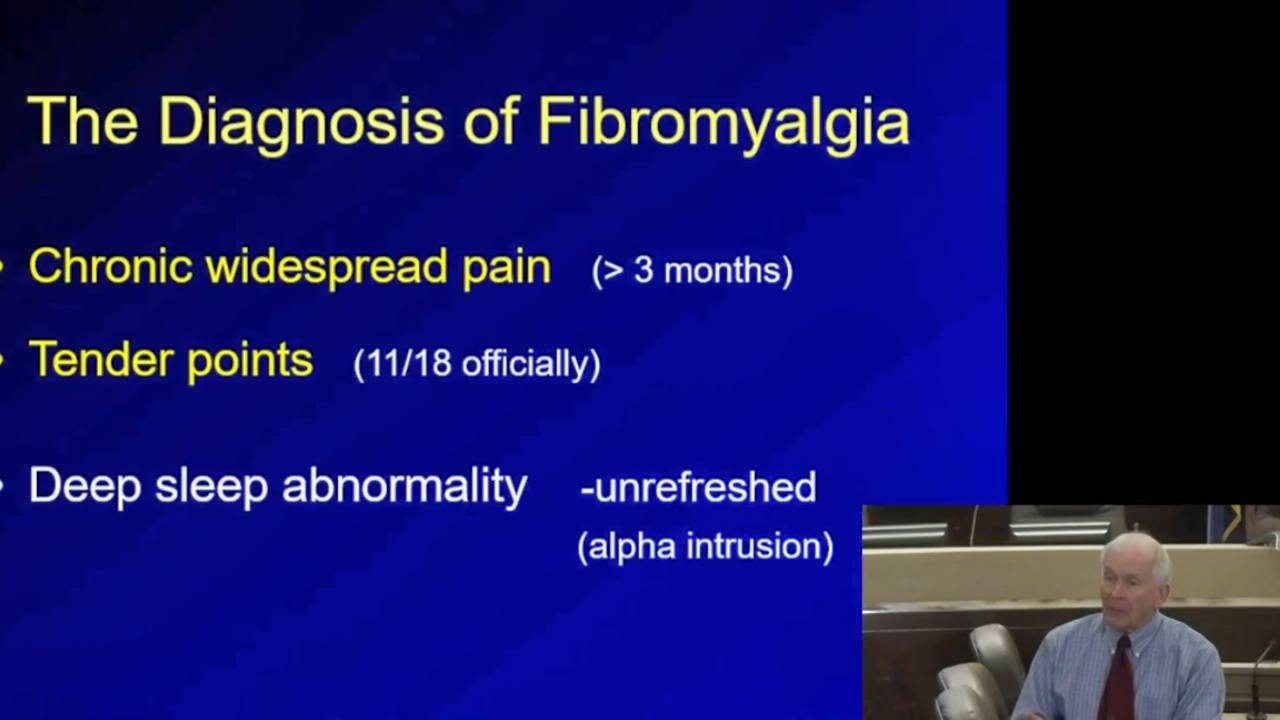 The Diagnosis of Fibromyalgia
• Chronic widespread pain (> 3 months)
• Tender points (11/18 officially)
• Deep sleep abnormality -unrefreshed
(alpha intrusion)